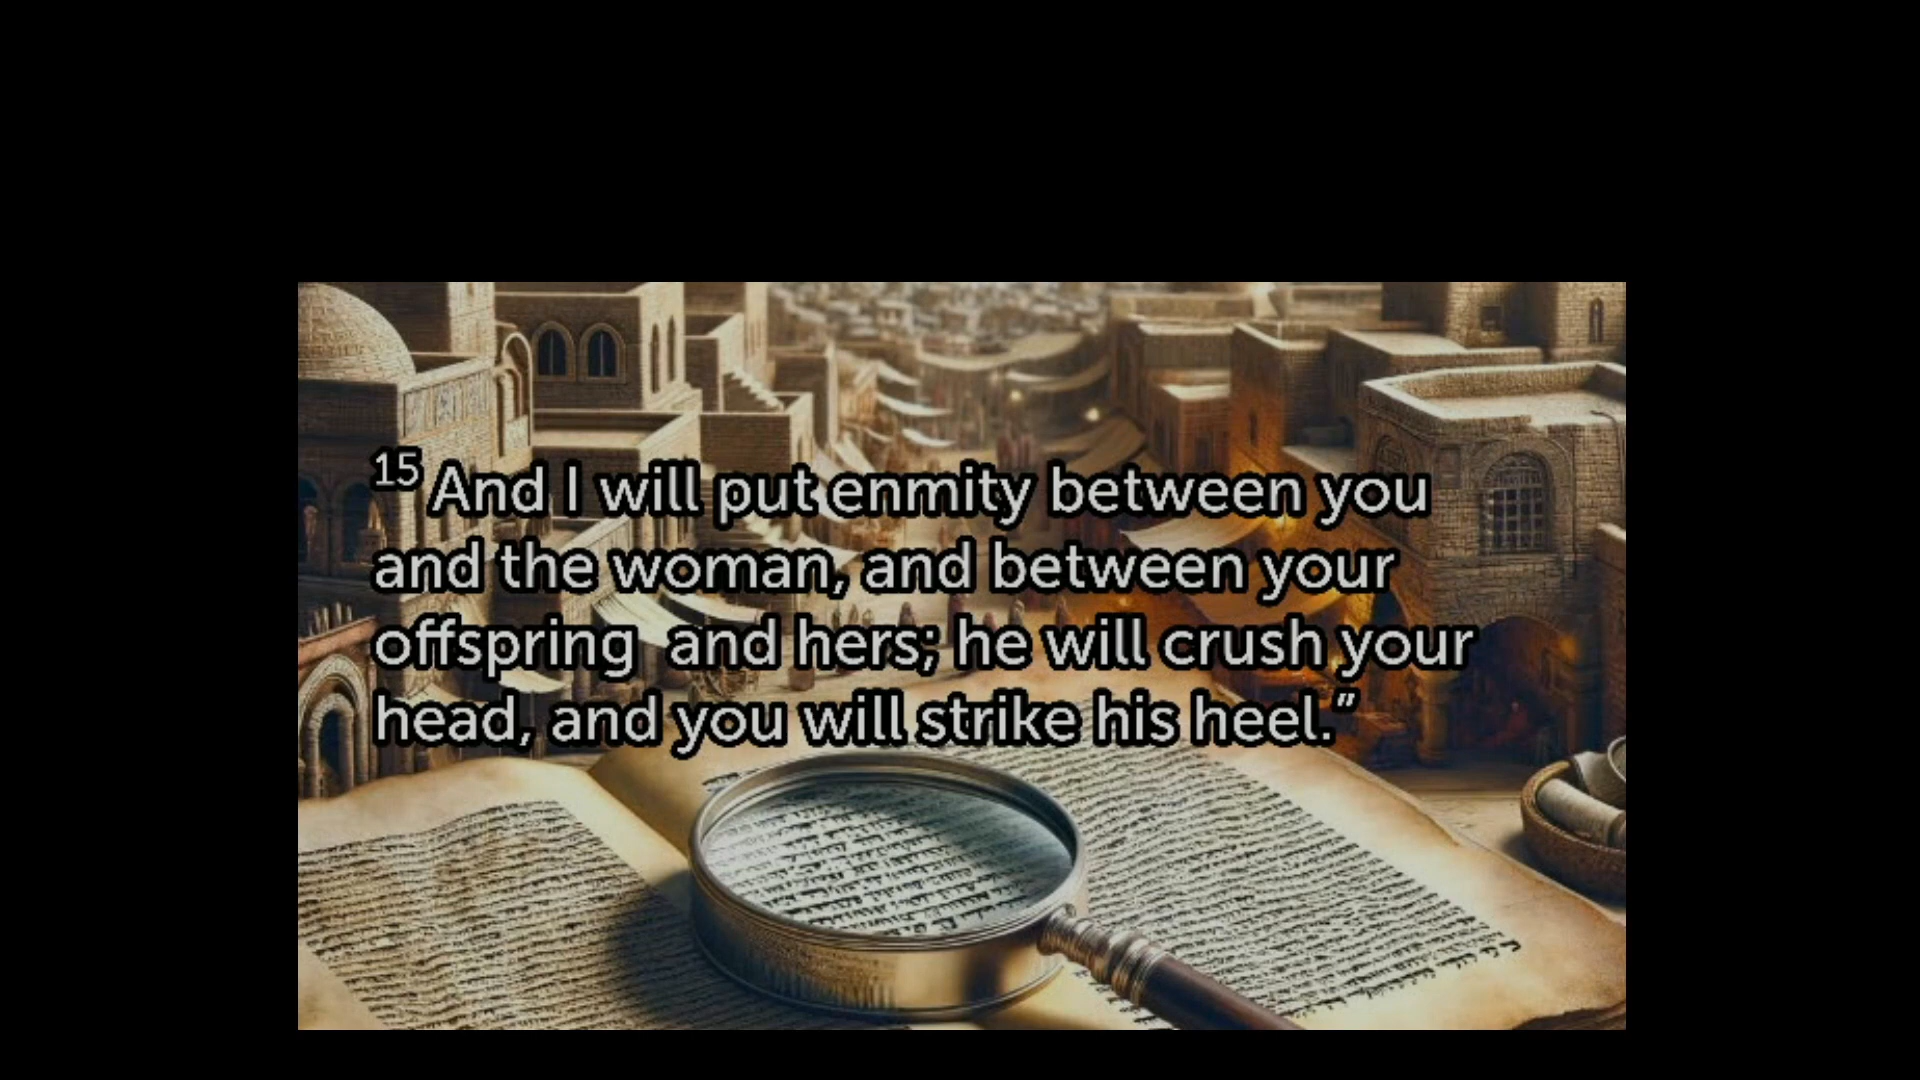 15 And I will put enmity between you
and the woman, and between your
offspring and hers; he will crush your
head, and you will strike his heel.”